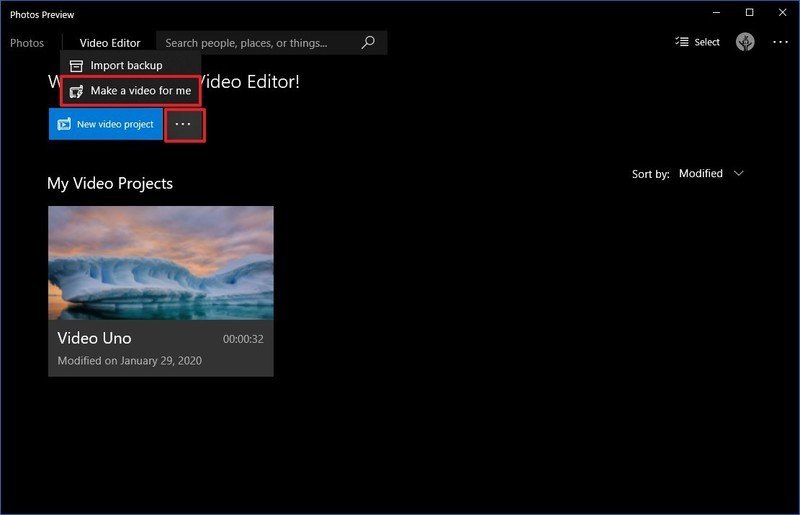 Photos Preview
Photos
Video Editor
Search people, places, or things...
Select
Import backup
W
Video Editor!
Make a video for me
New video project
My Video Projects
Sort by: Modified
Video Uno 00:00:32
Modified on January 29, 2020